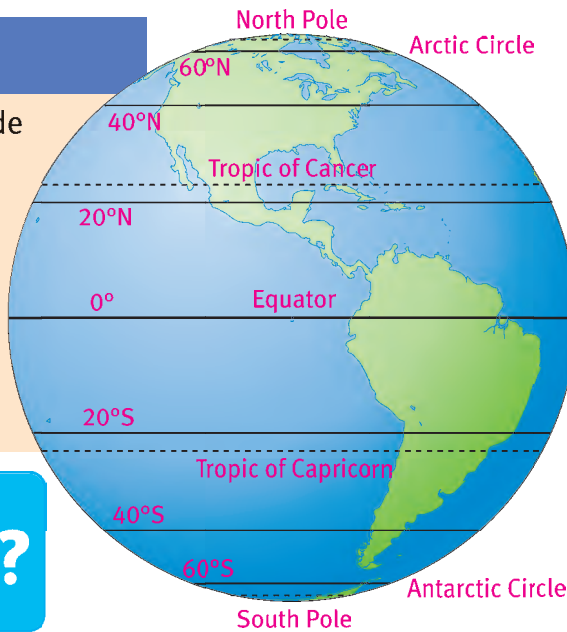 North Pole
Arctic Circle
60°N
de
40°N
Tropic of Cancer
20°N
0°
Equator
20°S
Tropic of Capricorn
40°S
?
60°S
Antarctic Circle
South Pole